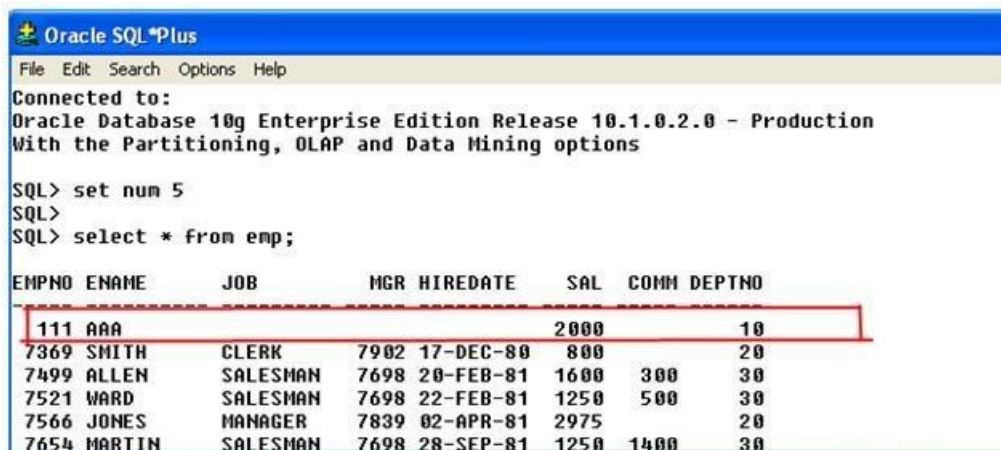 Oracle SQL*Plus
File Edit Search Options Help
Connected to:
Oracle Database 10g Enterprise Edition Release 10.1.0.2.0 - Production
With the Partitioning, OLAP and Data Mining options
SQL> set num 5
SQL>
SQL> select * from emp;
EMPNO ENAME JOB MGR HIREDATE SAL COMM DEPTNO
----- ---------- --------- ----- --------- ----- ----- ------
111 AAA 2000 10
7369 SMITH CLERK 7902 17-DEC-80 800 20
7499 ALLEN SALESMAN 7698 20-FEB-81 1600 300 30
7521 WARD SALESMAN 7698 22-FEB-81 1250 500 30
7566 JONES MANAGER 7839 02-APR-81 2975 20
7654 MARTIN SALESMAN 7698 28-SEP-81 1250 1400 30